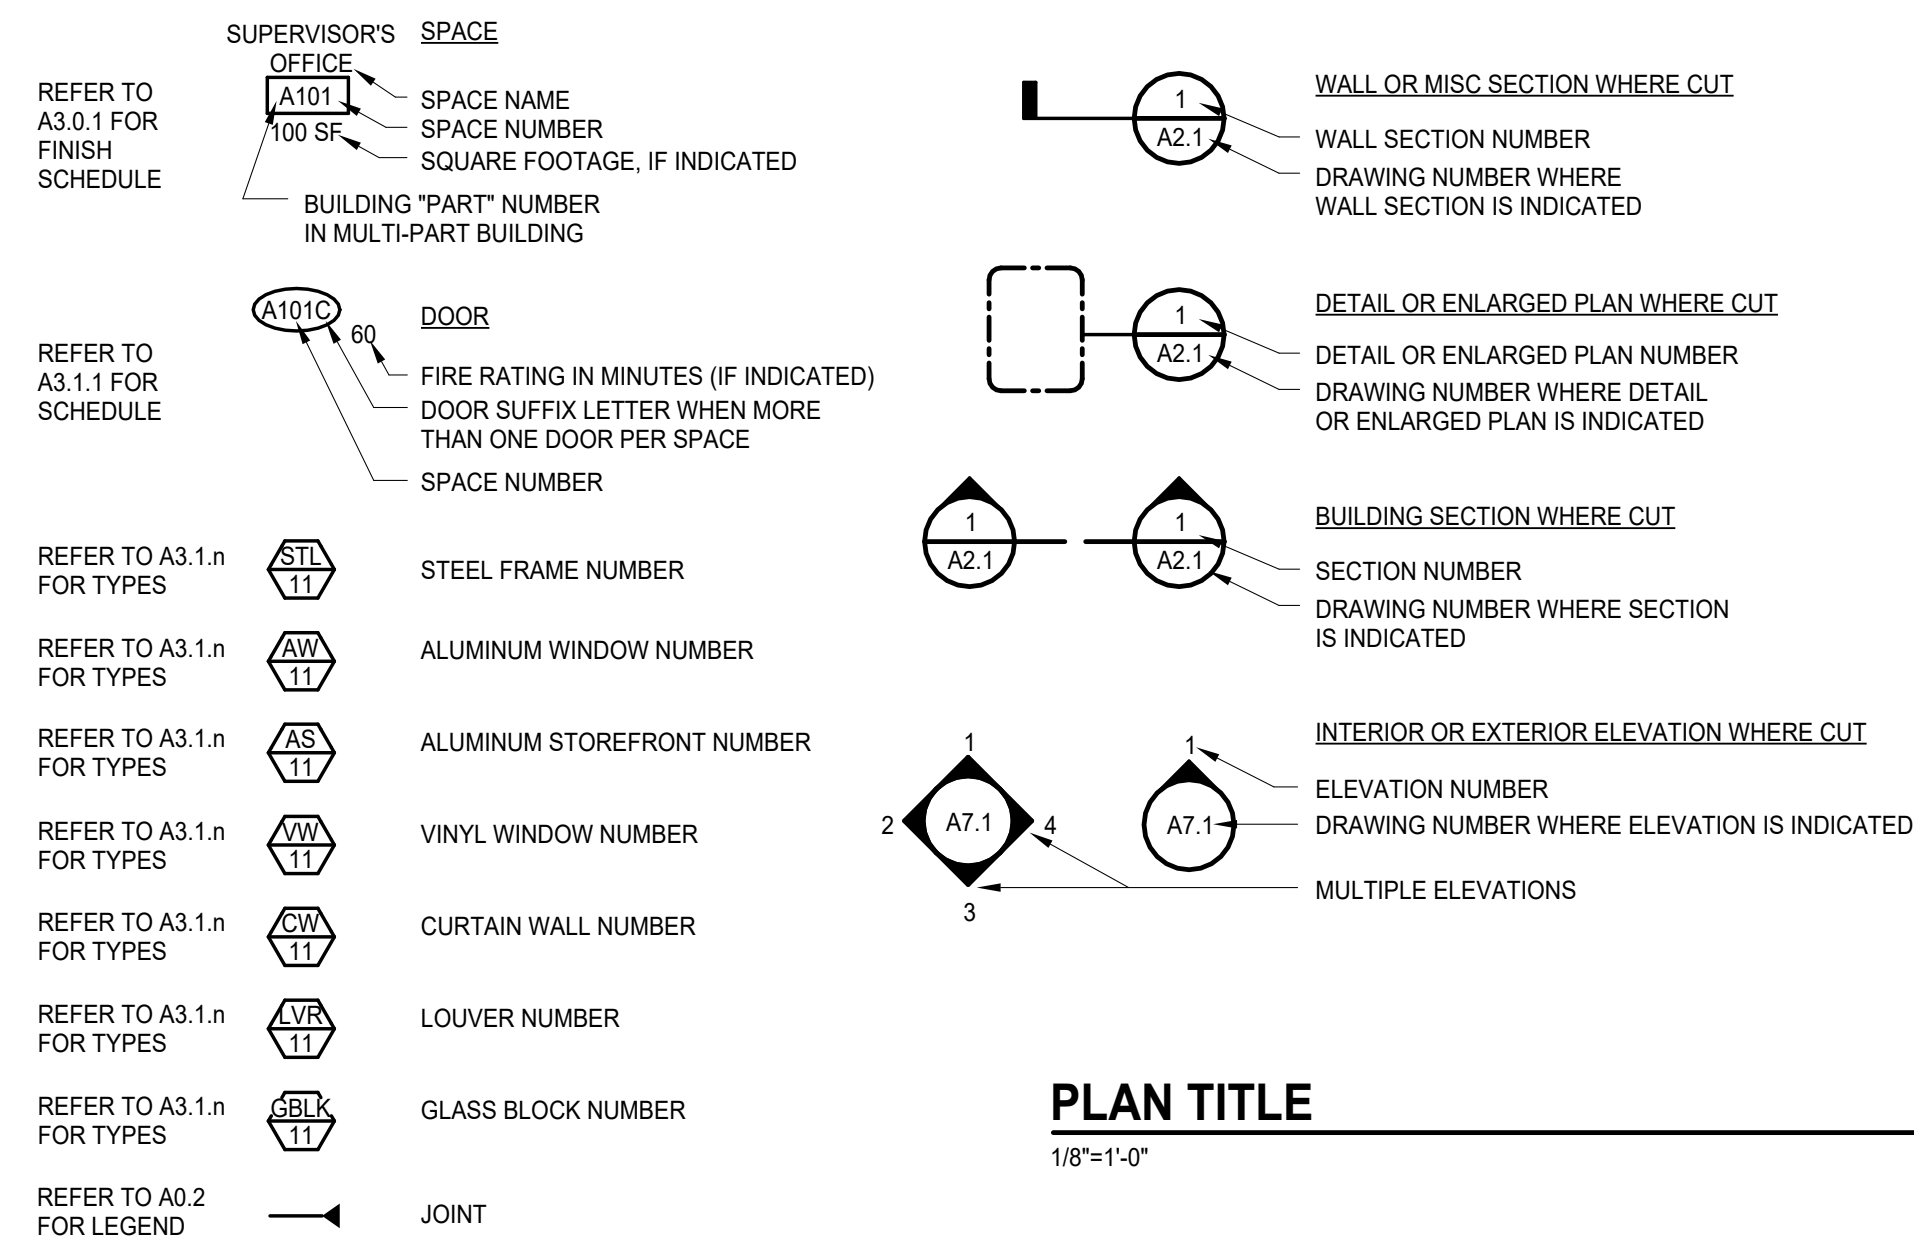 SUPERVISOR'S
OFFICE
SPACE
REFER TO
A3.0.1 FOR
FINISH
SCHEDULE
A101
100 SF
SPACE NAME
SPACE NUMBER
SQUARE FOOTAGE, IF INDICATED
BUILDING "PART" NUMBER
IN MULTI-PART BUILDING
REFER TO
A3.1.1 FOR
SCHEDULE
A101C
60
DOOR
FIRE RATING IN MINUTES (IF INDICATED)
DOOR SUFFIX LETTER WHEN MORE
THAN ONE DOOR PER SPACE
SPACE NUMBER
REFER TO A3.1.n
FOR TYPES
STL
11
STEEL FRAME NUMBER
REFER TO A3.1.n
FOR TYPES
AW
11
ALUMINUM WINDOW NUMBER
REFER TO A3.1.n
FOR TYPES
AS
11
ALUMINUM STOREFRONT NUMBER
REFER TO A3.1.n
FOR TYPES
VW
11
VINYL WINDOW NUMBER
REFER TO A3.1.n
FOR TYPES
CW
11
CURTAIN WALL NUMBER
REFER TO A3.1.n
FOR TYPES
LVR
11
LOUVER NUMBER
REFER TO A3.1.n
FOR TYPES
GBLK
11
GLASS BLOCK NUMBER
REFER TO A0.2
FOR LEGEND
JOINT
1
A2.1
WALL OR MISC SECTION WHERE CUT
WALL SECTION NUMBER
DRAWING NUMBER WHERE
WALL SECTION IS INDICATED
1
A2.1
DETAIL OR ENLARGED PLAN WHERE CUT
DETAIL OR ENLARGED PLAN NUMBER
DRAWING NUMBER WHERE DETAIL
OR ENLARGED PLAN IS INDICATED
1
A2.1
1
A2.1
BUILDING SECTION WHERE CUT
SECTION NUMBER
DRAWING NUMBER WHERE SECTION
IS INDICATED
1
2
A7.1
4
3
1
A7.1
INTERIOR OR EXTERIOR ELEVATION WHERE CUT
ELEVATION NUMBER
DRAWING NUMBER WHERE ELEVATION IS INDICATED
MULTIPLE ELEVATIONS
PLAN TITLE
1/8"=1'-0"